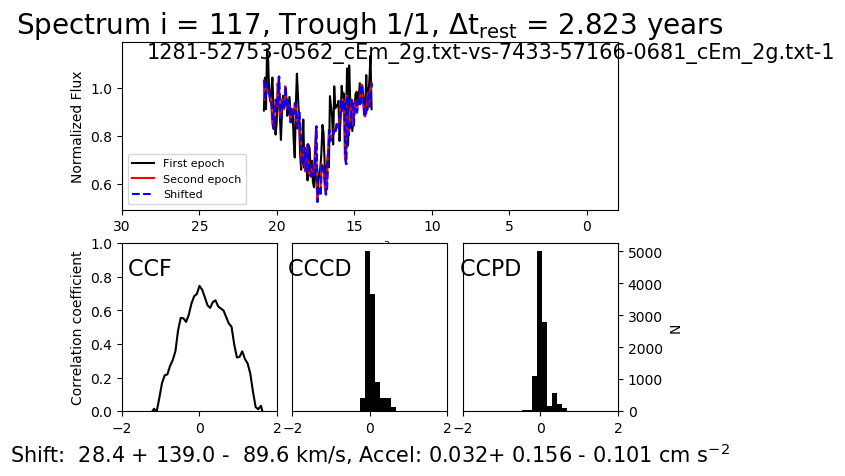 Spectrum i = 117, Trough 1/1, Δt_rest = 2.823 years
1281-52753-0562_cEm_2g.txt-vs-7433-57166-0681_cEm_2g.txt-1
Normalized Flux
1.0
0.8
0.6
First epoch
Second epoch
Shifted
30 25 20 15 10 5 0
Correlation coefficient
1.0
0.8
0.6
0.4
0.2
0.0
CCF
CCCD
CCPD
5000
4000
3000
2000
1000
0
N
−2 0 2
−2 0 2
−2 0 2
Shift: 28.4 + 139.0 - 89.6 km/s, Accel: 0.032+ 0.156 - 0.101 cm s⁻²